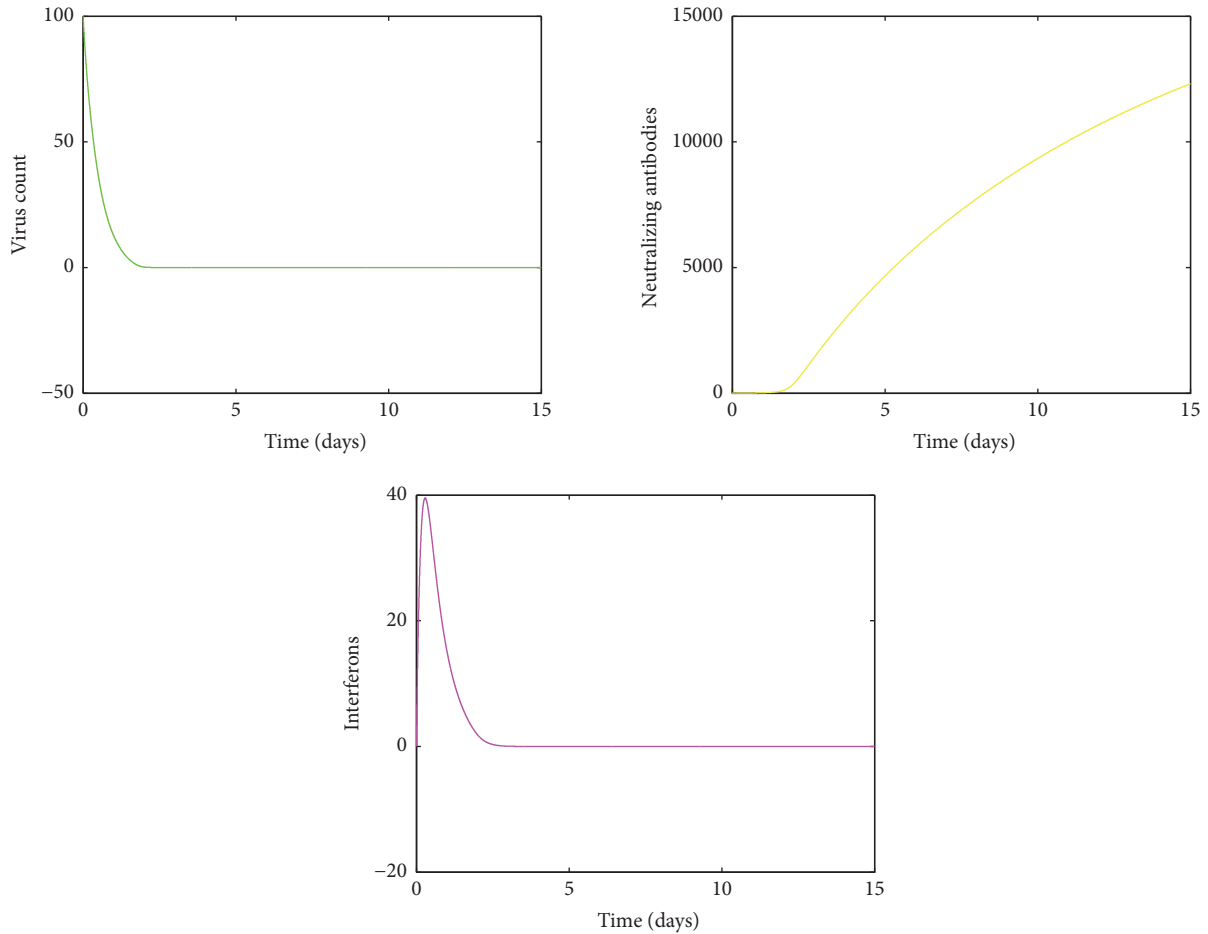 100
50
0
−50
Virus count
0 5 10 15
Time (days)
15000
10000
5000
0
Neutralizing antibodies
0 5 10 15
Time (days)
40
20
0
−20
Interferons
0 5 10 15
Time (days)